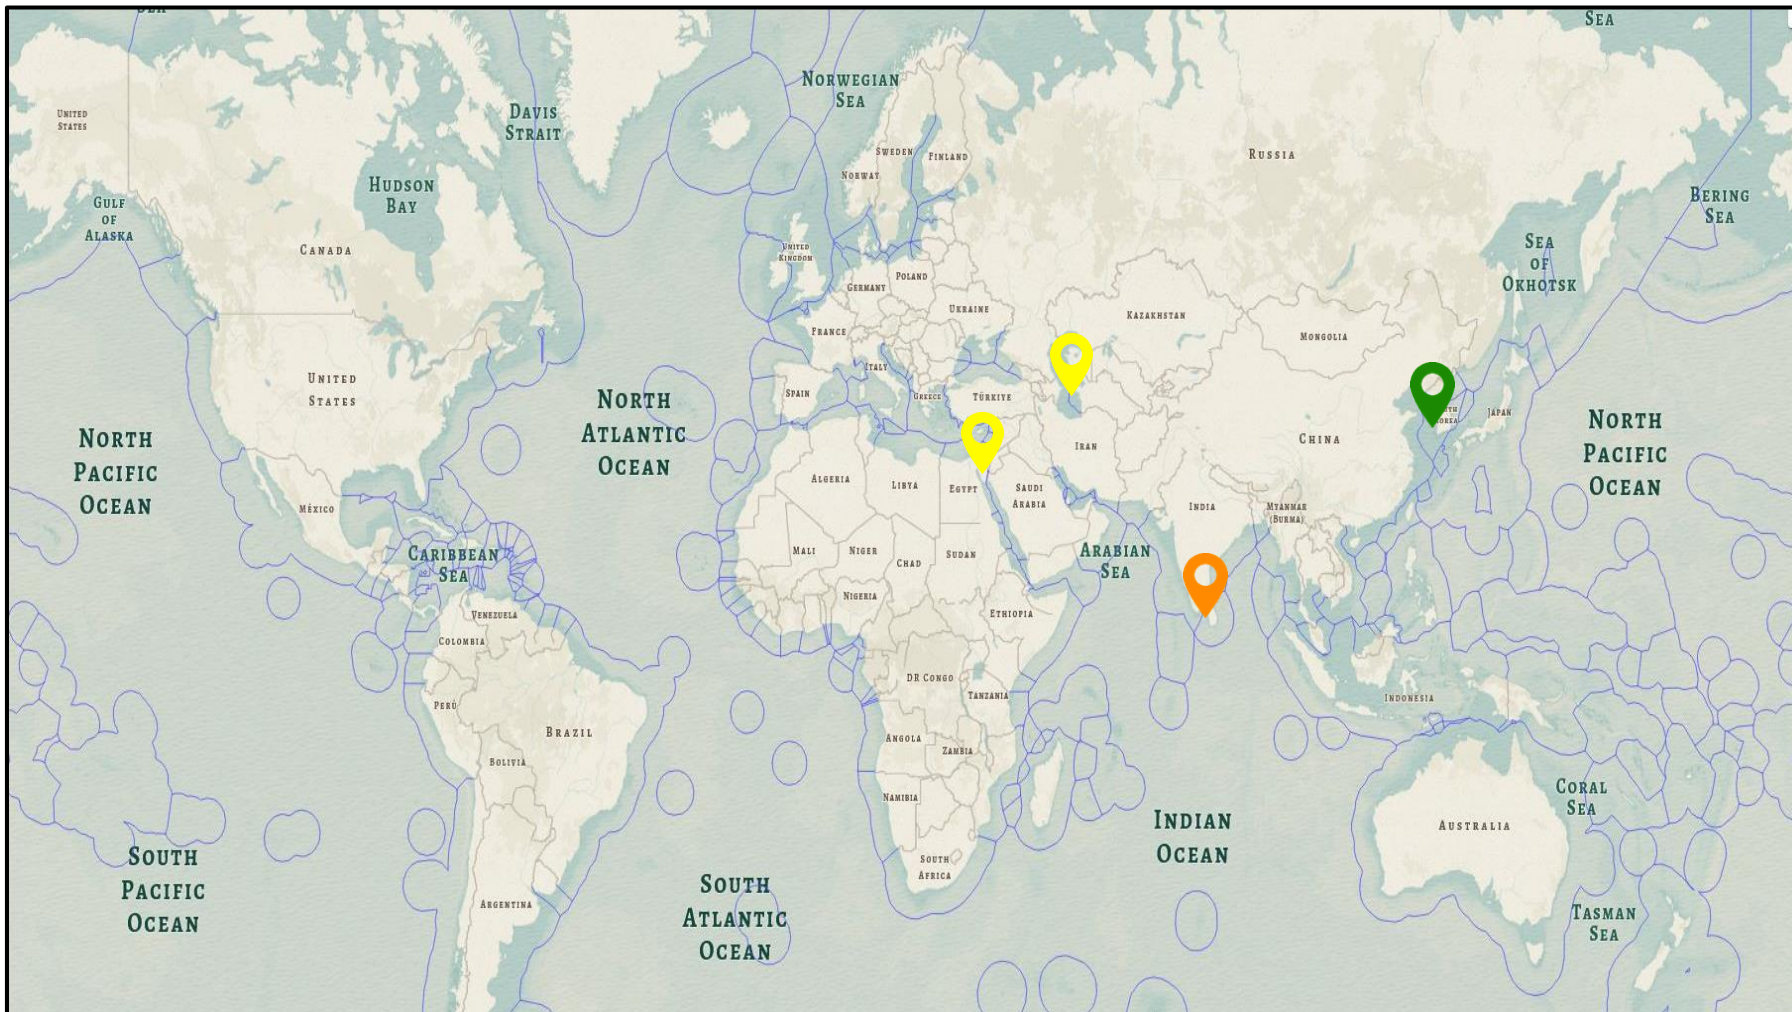 SEA
SEA
NORWEGIAN
SEA
DAVIS
STRAIT
UNITED
STATES
RUSSIA
SWEDEN
FINLAND
NORWAY
HUDSON
BAY
BERING
SEA
GULF
OF
ALASKA
CANADA
UNITED
KINGDOM
SEA
OF
OKHOTSK
POLAND
GERMANY
UKRAINE
KAZAKHSTAN
FRANCE
MONGOLIA
ITALY
UNITED
STATES
SPAIN
GREECE
TÜRKIYE
JAPAN
NORTH
ATLANTIC
OCEAN
NORTH
PACIFIC
OCEAN
IRAN
CHINA
NORTH
PACIFIC
OCEAN
ALGERIA
LIBYA
EGYPT
SAUDI
ARABIA
MÉXICO
INDIA
MYANMAR
(BURMA)
CARIBBEAN
SEA
MALI
NIGER
CHAD
SUDAN
ARABIAN
SEA
NIGERIA
ETHIOPIA
VENEZUELA
COLOMBIA
DR CONGO
TANZANIA
INDONESIA
PERÚ
BRAZIL
ANGOLA
ZAMBIA
BOLIVIA
NAMIBIA
CORAL
SEA
INDIAN
OCEAN
AUSTRALIA
SOUTH
PACIFIC
OCEAN
SOUTH
AFRICA
SOUTH
ATLANTIC
OCEAN
ARGENTINA
TASMAN
SEA